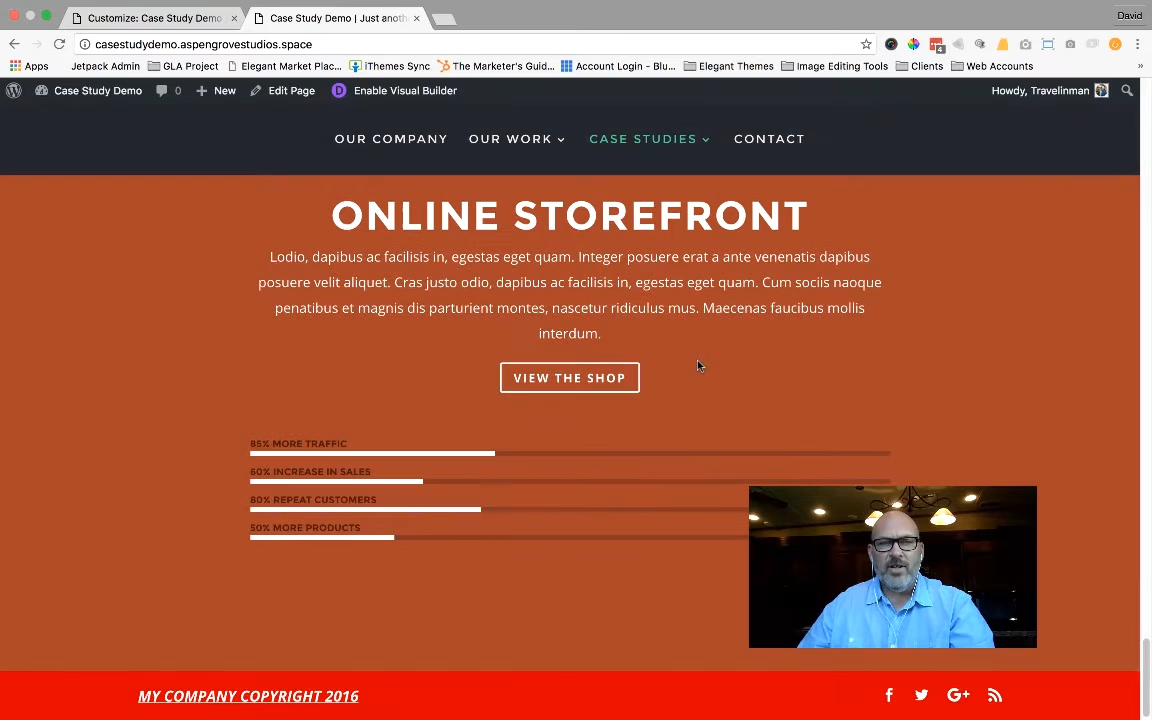 David
Customize: Case Study Demo
Case Study Demo | Just anoth
casestudydemo.aspengrovestudios.space
4
Apps Jetpack Admin GLA Project Elegant Market Plac... iThemes Sync The Marketer's Guid... Account Login - Blu... Elegant Themes Image Editing Tools Clients Web Accounts »
Case Study Demo 0 New Edit Page D Enable Visual Builder Howdy, Travelinman
OUR COMPANY OUR WORK CASE STUDIES CONTACT
ONLINE STOREFRONT
Lodio, dapibus ac facilisis in, egestas eget quam. Integer posuere erat a ante venenatis dapibus
posuere velit aliquet. Cras justo odio, dapibus ac facilisis in, egestas eget quam. Cum sociis naoque
penatibus et magnis dis parturient montes, nascetur ridiculus mus. Maecenas faucibus mollis
interdum.
VIEW THE SHOP
85% MORE TRAFFIC
60% INCREASE IN SALES
80% REPEAT CUSTOMERS
50% MORE PRODUCTS
MY COMPANY COPYRIGHT 2016